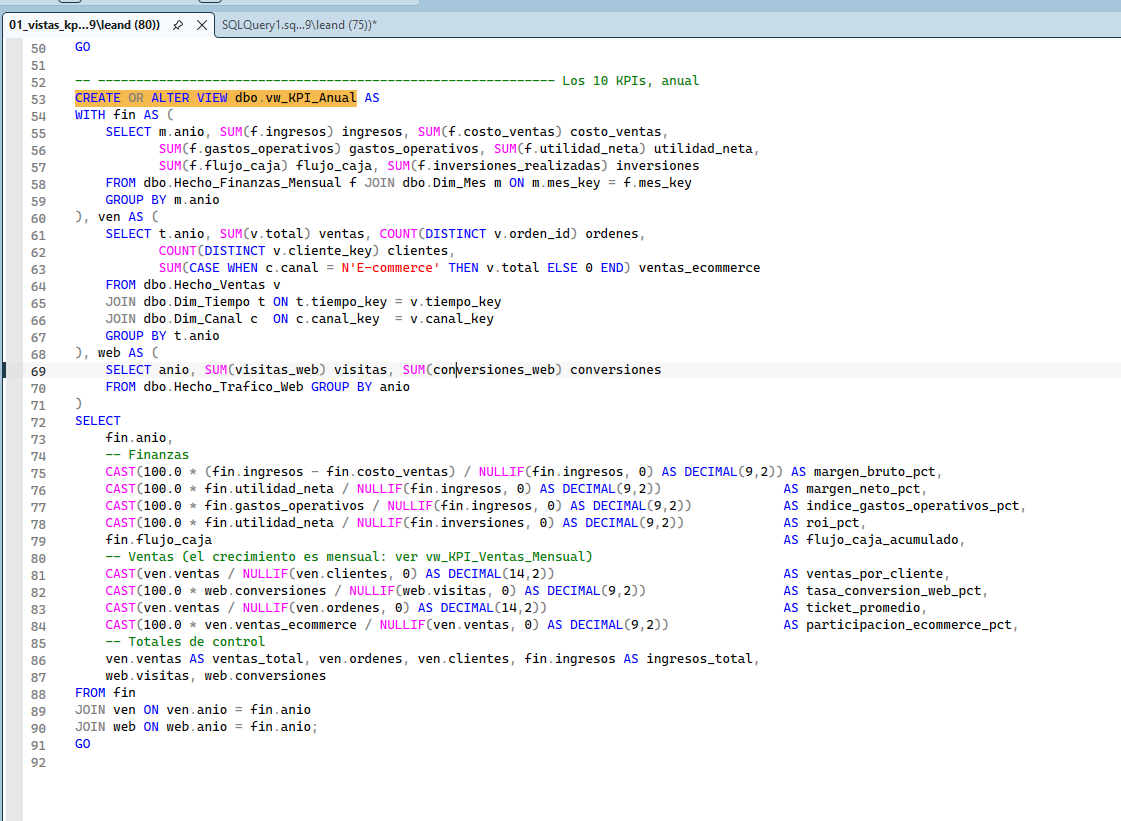 01_vistas_kp...9\leand (80)) SQLQuery1.sq...9\leand (75))*
50 GO
51
52 -- ------------------------------------------------------------ Los 10 KPIs, anual
53 CREATE OR ALTER VIEW dbo.vw_KPI_Anual AS
54 WITH fin AS (
55 SELECT m.anio, SUM(f.ingresos) ingresos, SUM(f.costo_ventas) costo_ventas,
56 SUM(f.gastos_operativos) gastos_operativos, SUM(f.utilidad_neta) utilidad_neta,
57 SUM(f.flujo_caja) flujo_caja, SUM(f.inversiones_realizadas) inversiones
58 FROM dbo.Hecho_Finanzas_Mensual f JOIN dbo.Dim_Mes m ON m.mes_key = f.mes_key
59 GROUP BY m.anio
60 ), ven AS (
61 SELECT t.anio, SUM(v.total) ventas, COUNT(DISTINCT v.orden_id) ordenes,
62 COUNT(DISTINCT v.cliente_key) clientes,
63 SUM(CASE WHEN c.canal = N'E-commerce' THEN v.total ELSE 0 END) ventas_ecommerce
64 FROM dbo.Hecho_Ventas v
65 JOIN dbo.Dim_Tiempo t ON t.tiempo_key = v.tiempo_key
66 JOIN dbo.Dim_Canal c ON c.canal_key = v.canal_key
67 GROUP BY t.anio
68 ), web AS (
69 SELECT anio, SUM(visitas_web) visitas, SUM(conversiones_web) conversiones
70 FROM dbo.Hecho_Trafico_Web GROUP BY anio
71 )
72 SELECT
73 fin.anio,
74 -- Finanzas
75 CAST(100.0 * (fin.ingresos - fin.costo_ventas) / NULLIF(fin.ingresos, 0) AS DECIMAL(9,2)) AS margen_bruto_pct,
76 CAST(100.0 * fin.utilidad_neta / NULLIF(fin.ingresos, 0) AS DECIMAL(9,2)) AS margen_neto_pct,
77 CAST(100.0 * fin.gastos_operativos / NULLIF(fin.ingresos, 0) AS DECIMAL(9,2)) AS indice_gastos_operativos_pct,
78 CAST(100.0 * fin.utilidad_neta / NULLIF(fin.inversiones, 0) AS DECIMAL(9,2)) AS roi_pct,
79 fin.flujo_caja AS flujo_caja_acumulado,
80 -- Ventas (el crecimiento es mensual: ver vw_KPI_Ventas_Mensual)
81 CAST(ven.ventas / NULLIF(ven.clientes, 0) AS DECIMAL(14,2)) AS ventas_por_cliente,
82 CAST(100.0 * web.conversiones / NULLIF(web.visitas, 0) AS DECIMAL(9,2)) AS tasa_conversion_web_pct,
83 CAST(ven.ventas / NULLIF(ven.ordenes, 0) AS DECIMAL(14,2)) AS ticket_promedio,
84 CAST(100.0 * ven.ventas_ecommerce / NULLIF(ven.ventas, 0) AS DECIMAL(9,2)) AS participacion_ecommerce_pct,
85 -- Totales de control
86 ven.ventas AS ventas_total, ven.ordenes, ven.clientes, fin.ingresos AS ingresos_total,
87 web.visitas, web.conversiones
88 FROM fin
89 JOIN ven ON ven.anio = fin.anio
90 JOIN web ON web.anio = fin.anio;
91 GO
92